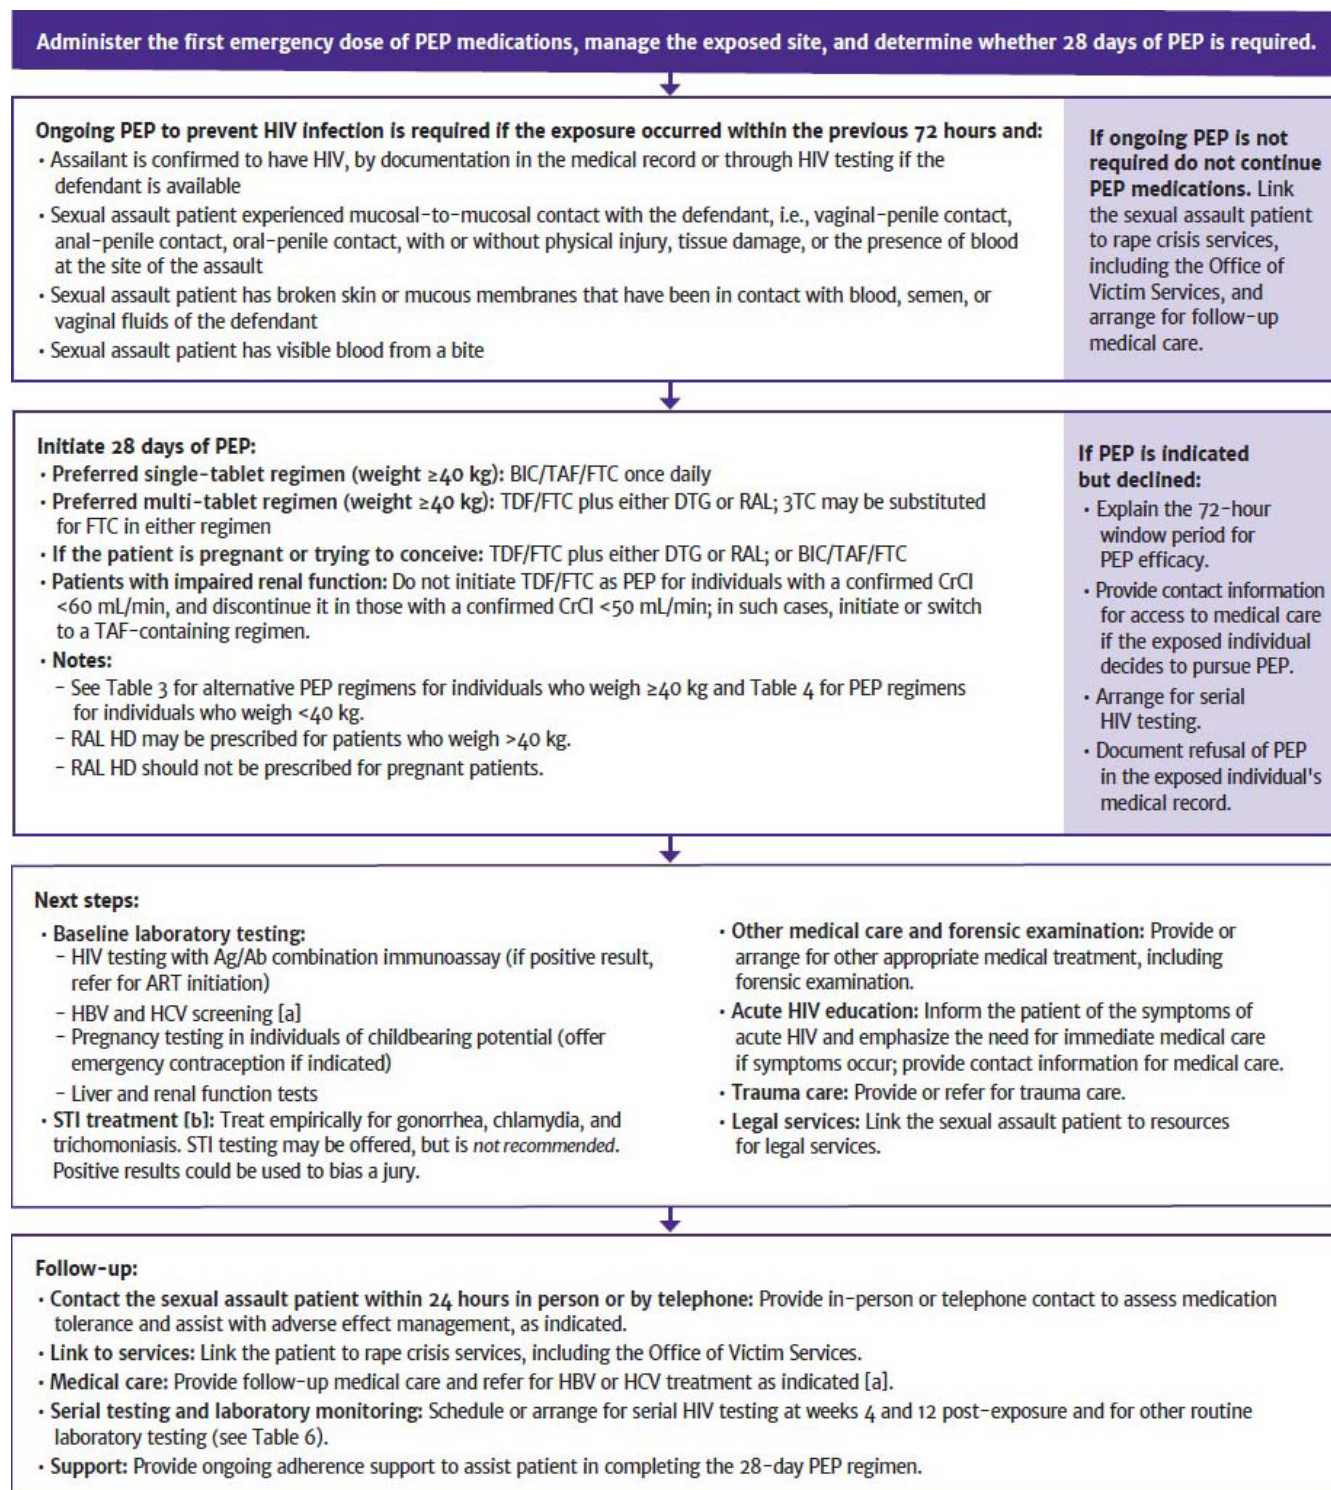 Administer the first emergency dose of PEP medications, manage the exposed site, and determine whether 28 days of PEP is required.
Ongoing PEP to prevent HIV infection is required if the exposure occurred within the previous 72 hours and:
• Assailant is confirmed to have HIV, by documentation in the medical record or through HIV testing if the
defendant is available
• Sexual assault patient experienced mucosal-to-mucosal contact with the defendant, i.e., vaginal-penile contact,
anal-penile contact, oral-penile contact, with or without physical injury, tissue damage, or the presence of blood
at the site of the assault
• Sexual assault patient has broken skin or mucous membranes that have been in contact with blood, semen, or
vaginal fluids of the defendant
• Sexual assault patient has visible blood from a bite
If ongoing PEP is not
required do not continue
PEP medications. Link
the sexual assault patient
to rape crisis services,
including the Office of
Victim Services, and
arrange for follow-up
medical care.
Initiate 28 days of PEP:
• Preferred single-tablet regimen (weight ≥40 kg): BIC/TAF/FTC once daily
• Preferred multi-tablet regimen (weight ≥40 kg): TDF/FTC plus either DTG or RAL; 3TC may be substituted
for FTC in either regimen
• If the patient is pregnant or trying to conceive: TDF/FTC plus either DTG or RAL; or BIC/TAF/FTC
• Patients with impaired renal function: Do not initiate TDF/FTC as PEP for individuals with a confirmed CrCl
<60 mL/min, and discontinue it in those with a confirmed CrCl <50 mL/min; in such cases, initiate or switch
to a TAF-containing regimen.
• Notes:
– See Table 3 for alternative PEP regimens for individuals who weigh ≥40 kg and Table 4 for PEP regimens
for individuals who weigh <40 kg.
– RAL HD may be prescribed for patients who weigh >40 kg.
– RAL HD should not be prescribed for pregnant patients.
If PEP is indicated
but declined:
• Explain the 72-hour
window period for
PEP efficacy.
• Provide contact information
for access to medical care
if the exposed individual
decides to pursue PEP.
• Arrange for serial
HIV testing.
• Document refusal of PEP
in the exposed individual's
medical record.
Next steps:
• Baseline laboratory testing:
– HIV testing with Ag/Ab combination immunoassay (if positive result,
refer for ART initiation)
– HBV and HCV screening [a]
– Pregnancy testing in individuals of childbearing potential (offer
emergency contraception if indicated)
– Liver and renal function tests
• STI treatment [b]: Treat empirically for gonorrhea, chlamydia, and
trichomoniasis. STI testing may be offered, but is not recommended.
Positive results could be used to bias a jury.
• Other medical care and forensic examination: Provide or
arrange for other appropriate medical treatment, including
forensic examination.
• Acute HIV education: Inform the patient of the symptoms of
acute HIV and emphasize the need for immediate medical care
if symptoms occur; provide contact information for medical care.
• Trauma care: Provide or refer for trauma care.
• Legal services: Link the sexual assault patient to resources
for legal services.
Follow-up:
• Contact the sexual assault patient within 24 hours in person or by telephone: Provide in-person or telephone contact to assess medication
tolerance and assist with adverse effect management, as indicated.
• Link to services: Link the patient to rape crisis services, including the Office of Victim Services.
• Medical care: Provide follow-up medical care and refer for HBV or HCV treatment as indicated [a].
• Serial testing and laboratory monitoring: Schedule or arrange for serial HIV testing at weeks 4 and 12 post-exposure and for other routine
laboratory testing (see Table 6).
• Support: Provide ongoing adherence support to assist patient in completing the 28-day PEP regimen.